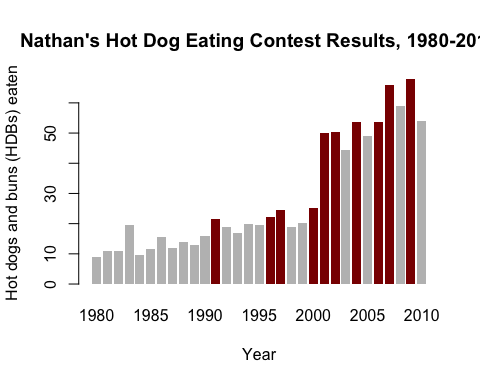 Nathan's Hot Dog Eating Contest Results, 1980-201
Hot dogs and buns (HDBs) eaten
50
30
10
0
1980 1985 1990 1995 2000 2005 2010
Year